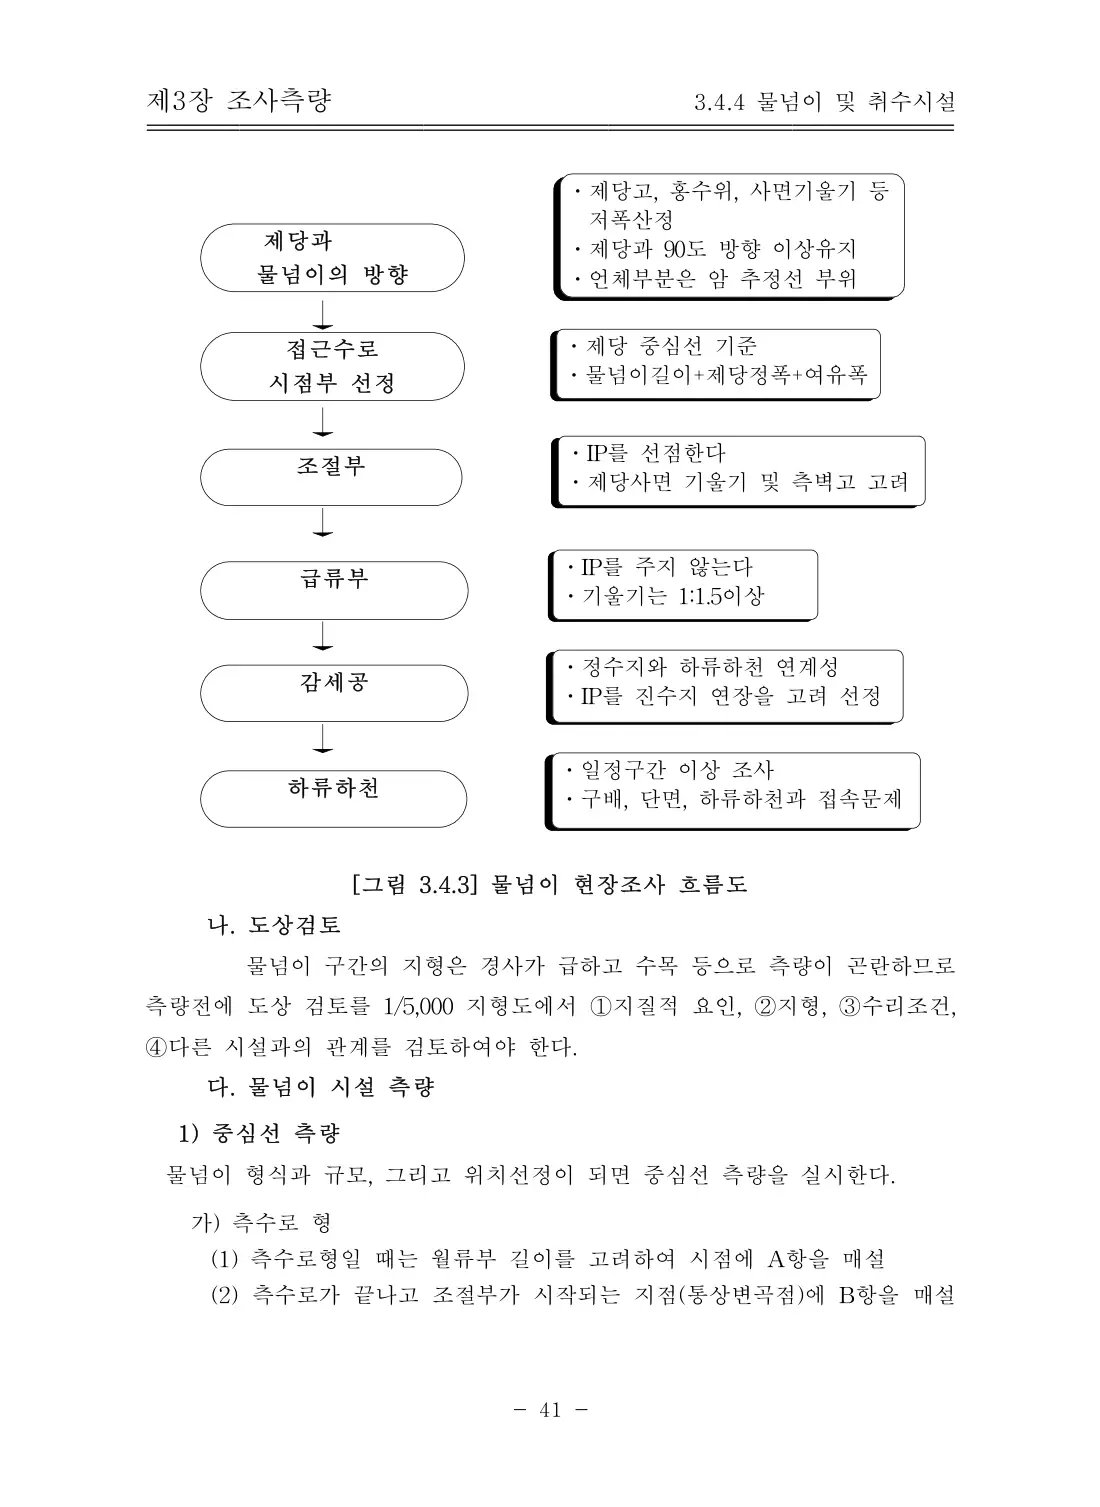 제3장 조사측량
3.4.4 물넘이 및 취수시설
제당과
물넘이의 방향
・제당고, 홍수위, 사면기울기 등
저폭산정
・제당과 90도 방향 이상유지
・언체부분은 암 추정선 부위
접근수로
시점부 선정
・제당 중심선 기준
・물넘이길이+제당정폭+여유폭
조절부
・IP를 선점한다
・제당사면 기울기 및 측벽고 고려
급류부
・IP를 주지 않는다
・기울기는 1:1.5이상
감세공
・정수지와 하류하천 연계성
・IP를 진수지 연장을 고려 선정
하류하천
・일정구간 이상 조사
・구배, 단면, 하류하천과 접속문제
[그림 3.4.3] 물넘이 현장조사 흐름도
나. 도상검토
물넘이 구간의 지형은 경사가 급하고 수목 등으로 측량이 곤란하므로
측량전에 도상 검토를 1/5,000 지형도에서 ①지질적 요인, ②지형, ③수리조건,
④다른 시설과의 관계를 검토하여야 한다.
다. 물넘이 시설 측량
1) 중심선 측량
물넘이 형식과 규모, 그리고 위치선정이 되면 중심선 측량을 실시한다.
가) 측수로 형
(1) 측수로형일 때는 월류부 길이를 고려하여 시점에 A항을 매설
(2) 측수로가 끝나고 조절부가 시작되는 지점(통상변곡점)에 B항을 매설
- 41 -